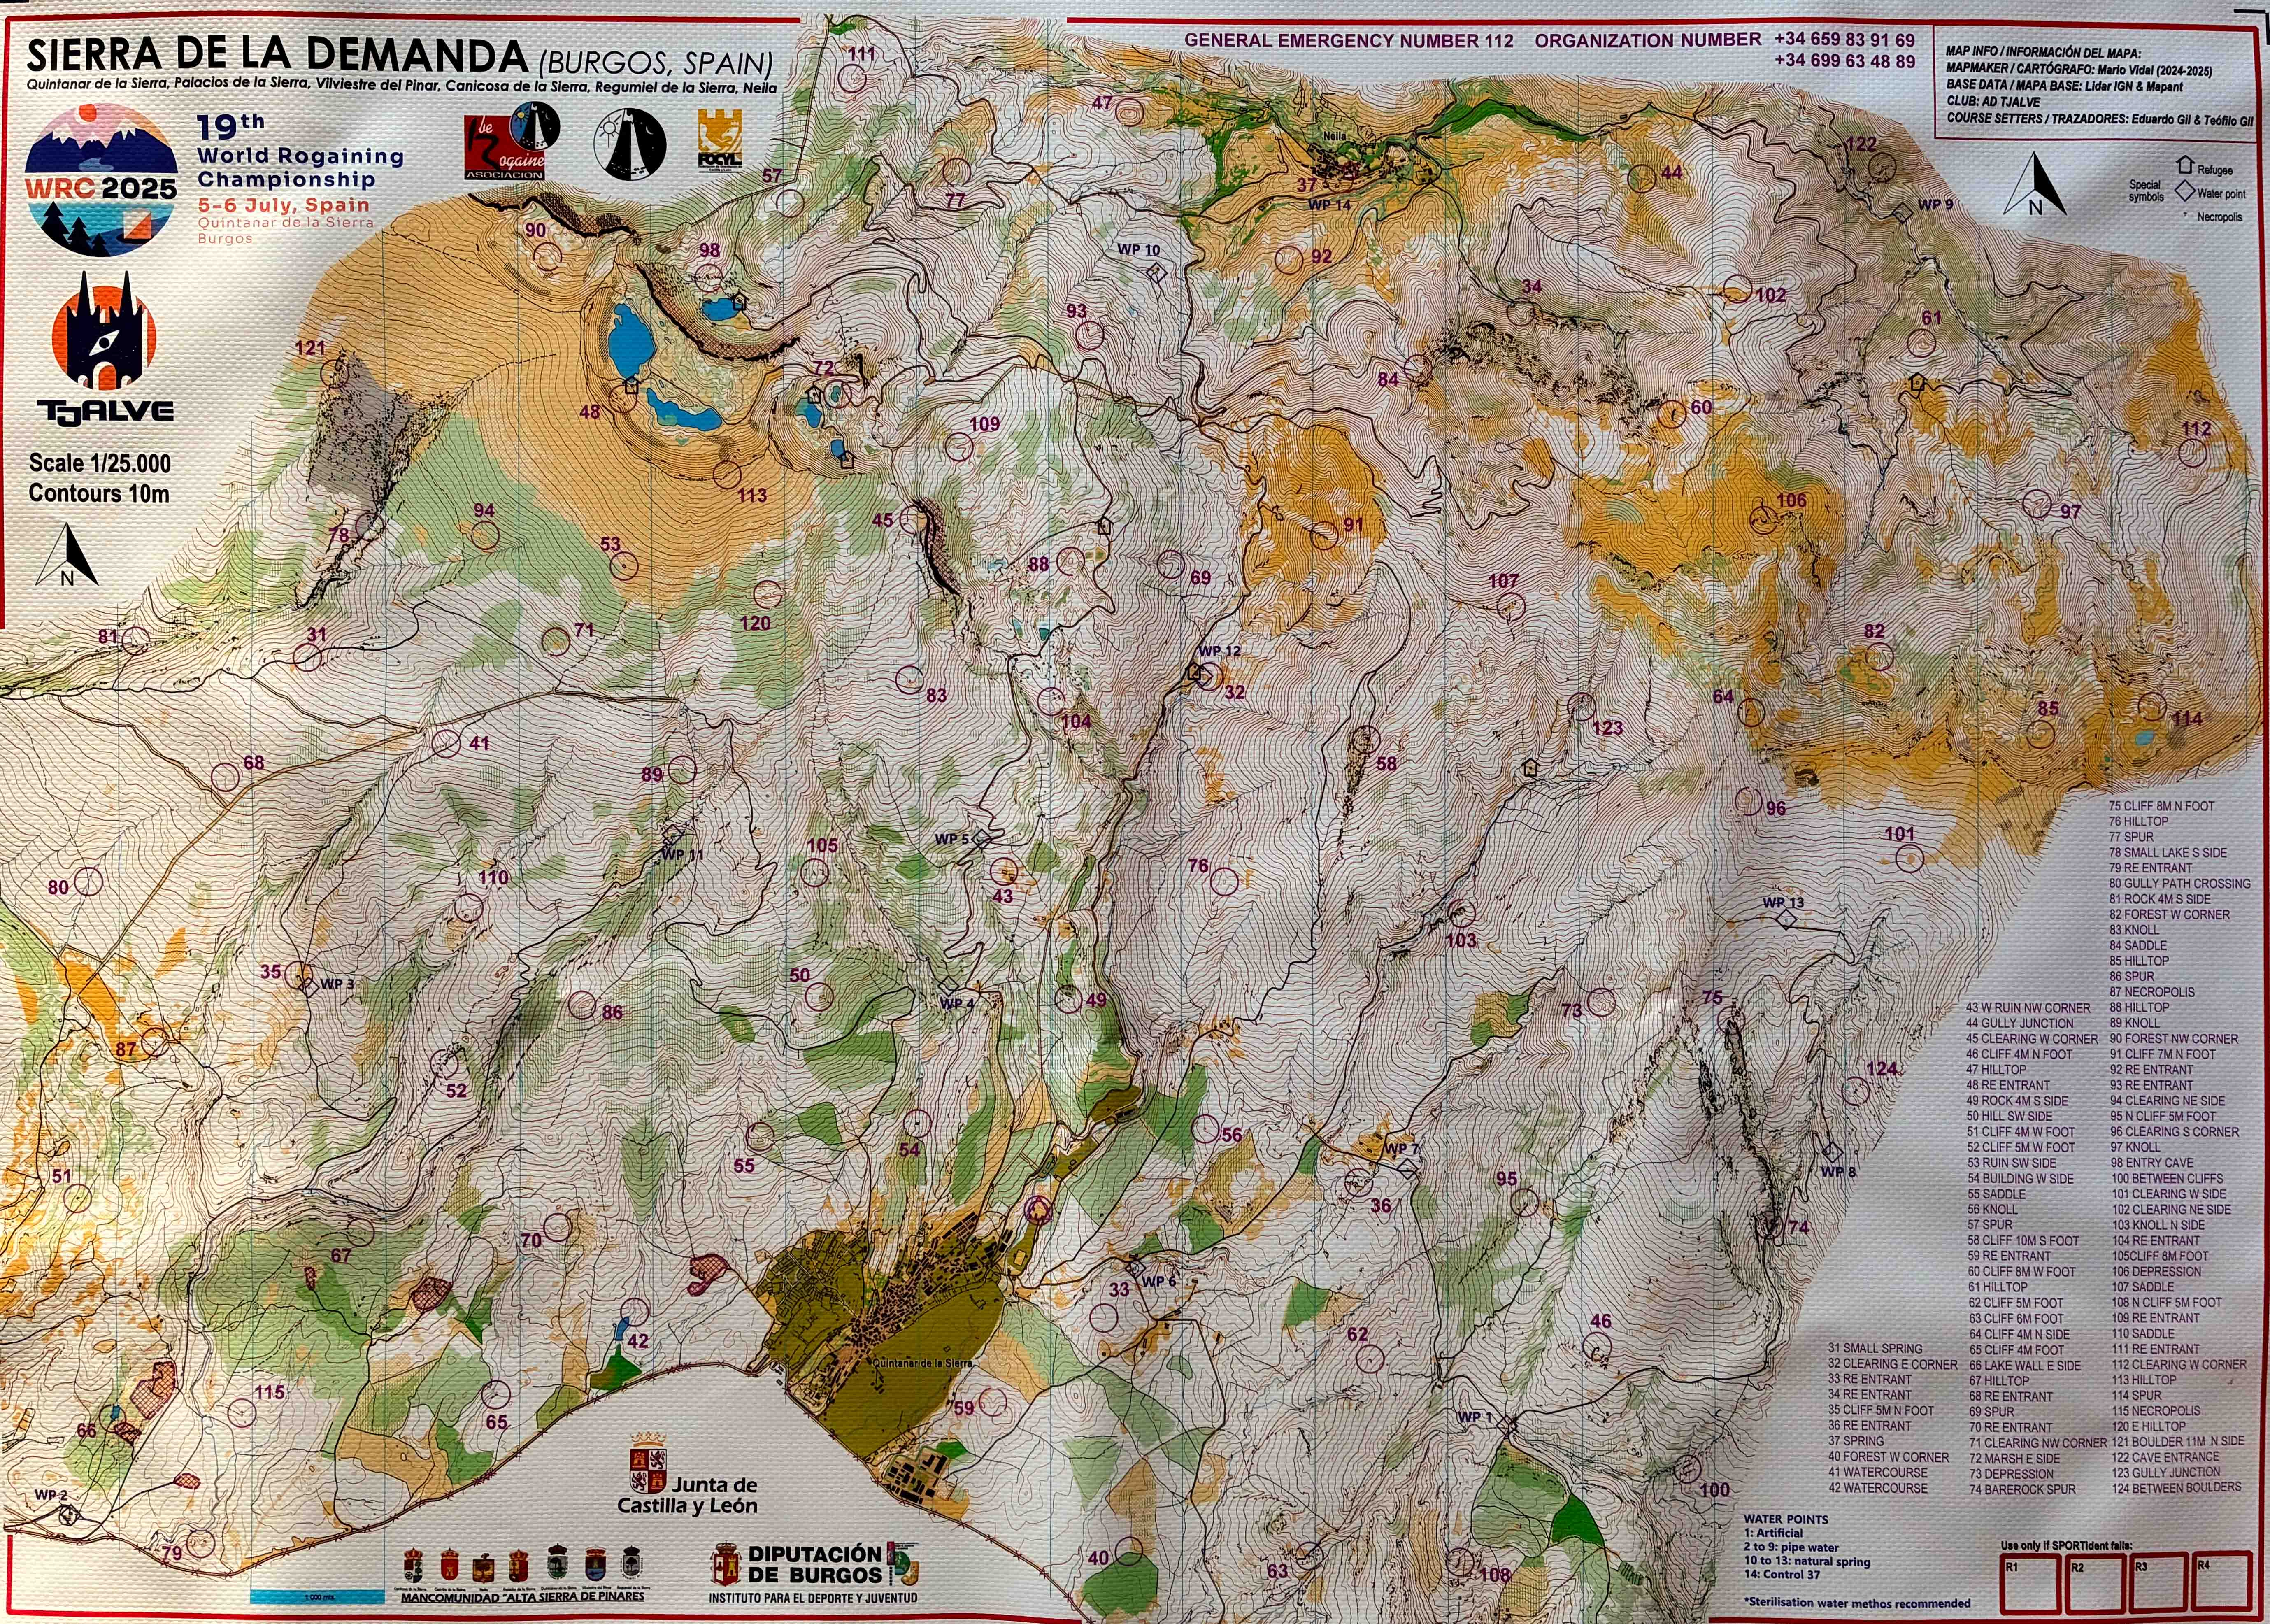 SIERRA DE LA DEMANDA (BURGOS, SPAIN)
Quintanar de la Sierra, Palacios de la Sierra, Vilviestre del Pinar, Canicosa de la Sierra, Regumiel de la Sierra, Neila
GENERAL EMERGENCY NUMBER 112 ORGANIZATION NUMBER +34 659 83 91 69
+34 699 63 48 89
MAP INFO / INFORMACIÓN DEL MAPA:
MAPMAKER / CARTÓGRAFO: Mario Vidal (2024-2025)
BASE DATA / MAPA BASE: Lidar IGN & Mapant
CLUB: AD TJALVE
COURSE SETTERS / TRAZADORES: Eduardo Gil & Teófilo Gil
WRC 2025
19th
World Rogaining
Championship
5-6 July, Spain
Quintanar de la Sierra
Burgos
be
Rogaine
ASOCIACION
FOCYL
TJALVE
Scale 1/25.000
Contours 10m
N
N
Special
symbols
Refugee
Water point
Necropolis
111
47
Neila
122
57
77
37
WP 14
44
WP 9
90
98
WP 10
92
34
102
93
61
121
72
84
48
60
109
112
113
45
94
91
106
97
78
53
88
69
107
120
81
31
71
WP 12
82
83
32
64
104
85
114
123
68
41
89
58
96
WP 5
WP 11
105
101
80
110
43
76
WP 13
103
35
WP 3
50
86
WP 4
49
73
75
87
52
124
56
54
55
WP 7
WP 8
51
36
95
67
70
74
33
WP 6
42
62
46
Quintanar de la Sierra
115
65
59
66
WP 1
WP 2
100
79
40
63
108
31 SMALL SPRING
32 CLEARING E CORNER
33 RE ENTRANT
34 RE ENTRANT
35 CLIFF 5M N FOOT
36 RE ENTRANT
37 SPRING
40 FOREST W CORNER
41 WATERCOURSE
42 WATERCOURSE
43 W RUIN NW CORNER
44 GULLY JUNCTION
45 CLEARING W CORNER
46 CLIFF 4M N FOOT
47 HILLTOP
48 RE ENTRANT
49 ROCK 4M S SIDE
50 HILL SW SIDE
51 CLIFF 4M W FOOT
52 CLIFF 5M W FOOT
53 RUIN SW SIDE
54 BUILDING W SIDE
55 SADDLE
56 KNOLL
57 SPUR
58 CLIFF 10M S FOOT
59 RE ENTRANT
60 CLIFF 8M W FOOT
61 HILLTOP
62 CLIFF 5M FOOT
63 CLIFF 6M FOOT
64 CLIFF 4M N SIDE
65 CLIFF 4M FOOT
66 LAKE WALL E SIDE
67 HILLTOP
68 RE ENTRANT
69 SPUR
70 RE ENTRANT
71 CLEARING NW CORNER
72 MARSH E SIDE
73 DEPRESSION
74 BAREROCK SPUR
75 CLIFF 8M N FOOT
76 HILLTOP
77 SPUR
78 SMALL LAKE S SIDE
79 RE ENTRANT
80 GULLY PATH CROSSING
81 ROCK 4M S SIDE
82 FOREST W CORNER
83 KNOLL
84 SADDLE
85 HILLTOP
86 SPUR
87 NECROPOLIS
88 HILLTOP
89 KNOLL
90 FOREST NW CORNER
91 CLIFF 7M N FOOT
92 RE ENTRANT
93 RE ENTRANT
94 CLEARING NE SIDE
95 N CLIFF 5M FOOT
96 CLEARING S CORNER
97 KNOLL
98 ENTRY CAVE
100 BETWEEN CLIFFS
101 CLEARING W SIDE
102 CLEARING NE SIDE
103 KNOLL N SIDE
104 RE ENTRANT
105CLIFF 8M FOOT
106 DEPRESSION
107 SADDLE
108 N CLIFF 5M FOOT
109 RE ENTRANT
110 SADDLE
111 RE ENTRANT
112 CLEARING W CORNER
113 HILLTOP
114 SPUR
115 NECROPOLIS
120 E HILLTOP
121 BOULDER 11M N SIDE
122 CAVE ENTRANCE
123 GULLY JUNCTION
124 BETWEEN BOULDERS
WATER POINTS
1: Artificial
2 to 9: pipe water
10 to 13: natural spring
14: Control 37
*Sterilisation water methos recommended
Use only if SPORTident fails:
R1
R2
R3
R4
Junta de
Castilla y León
1 000 mts
MANCOMUNIDAD "ALTA SIERRA DE PINARES
DIPUTACIÓN
DE BURGOS
INSTITUTO PARA EL DEPORTE Y JUVENTUD